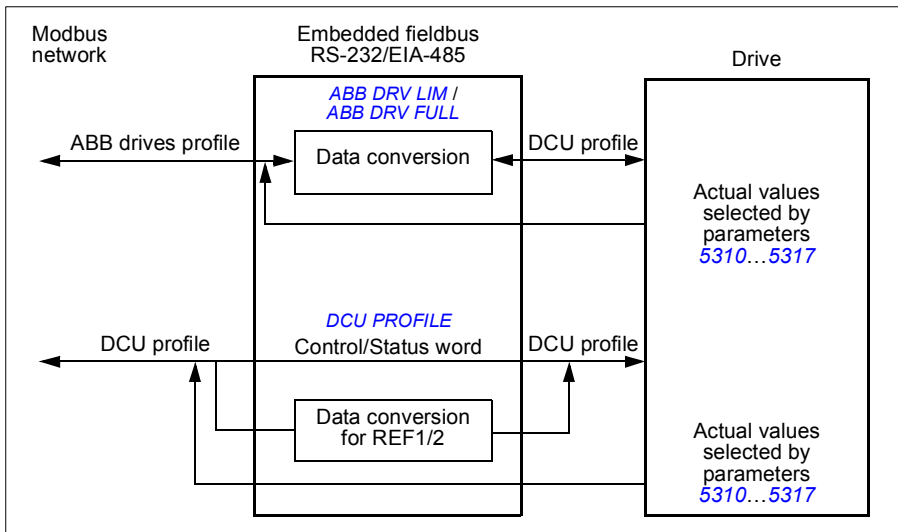 Modbus
network
Embedded fieldbus
RS-232/EIA-485
Drive
ABB DRV LIM /
ABB DRV FULL
ABB drives profile
Data conversion
DCU profile
Actual values
selected by
parameters
5310...5317
DCU PROFILE
DCU profile
Control/Status word
DCU profile
Data conversion
for REF1/2
Actual values
selected by
parameters
5310...5317